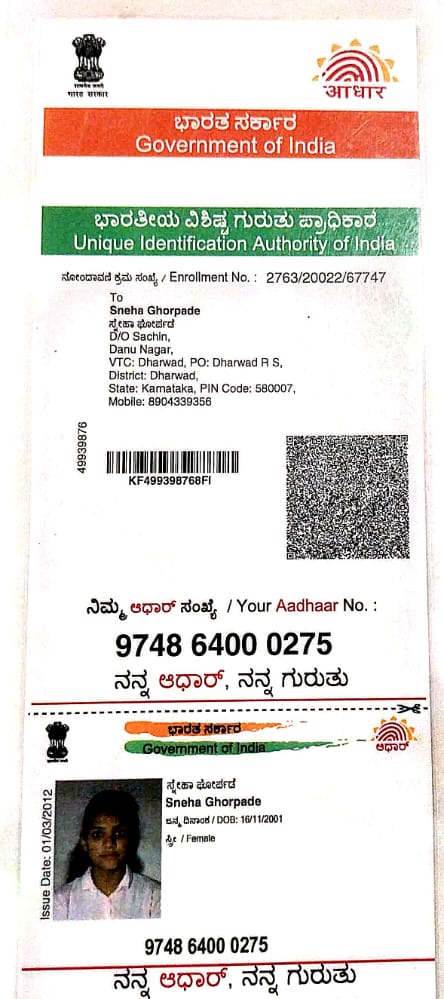 सत्यमेव जयते
भारत सरकार
आधार
ಭಾರತ ಸರ್ಕಾರ
Government of India
ಭಾರತೀಯ ವಿಶಿಷ್ಟ ಗುರುತು ಪ್ರಾಧಿಕಾರ
Unique Identification Authority of India
ನೋಂದಾವಣಿ ಕ್ರಮ ಸಂಖ್ಯೆ / Enrollment No. : 2763/20022/67747
To
Sneha Ghorpade
ಸ್ನೇಹಾ ಘೋರ್ಪಡೆ
D/O Sachin,
Danu Nagar,
VTC: Dharwad, PO: Dharwad R S,
District: Dharwad,
State: Karnataka, PIN Code: 580007,
Mobile: 8904339356
49939876
KF499398768FI
ನಿಮ್ಮ ಆಧಾರ್ ಸಂಖ್ಯೆ / Your Aadhaar No. :
9748 6400 0275
ನನ್ನ ಆಧಾರ್, ನನ್ನ ಗುರುತು
ಭಾರತ ಸರ್ಕಾರ
Government of India
ಆಧಾರ್
Issue Date: 01/03/2012
ಸ್ನೇಹಾ ಘೋರ್ಪಡೆ
Sneha Ghorpade
ಜನ್ಮ ದಿನಾಂಕ / DOB: 16/11/2001
ಸ್ತ್ರೀ / Female
9748 6400 0275
ನನ್ನ ಆಧಾರ್, ನನ್ನ ಗುರುತು